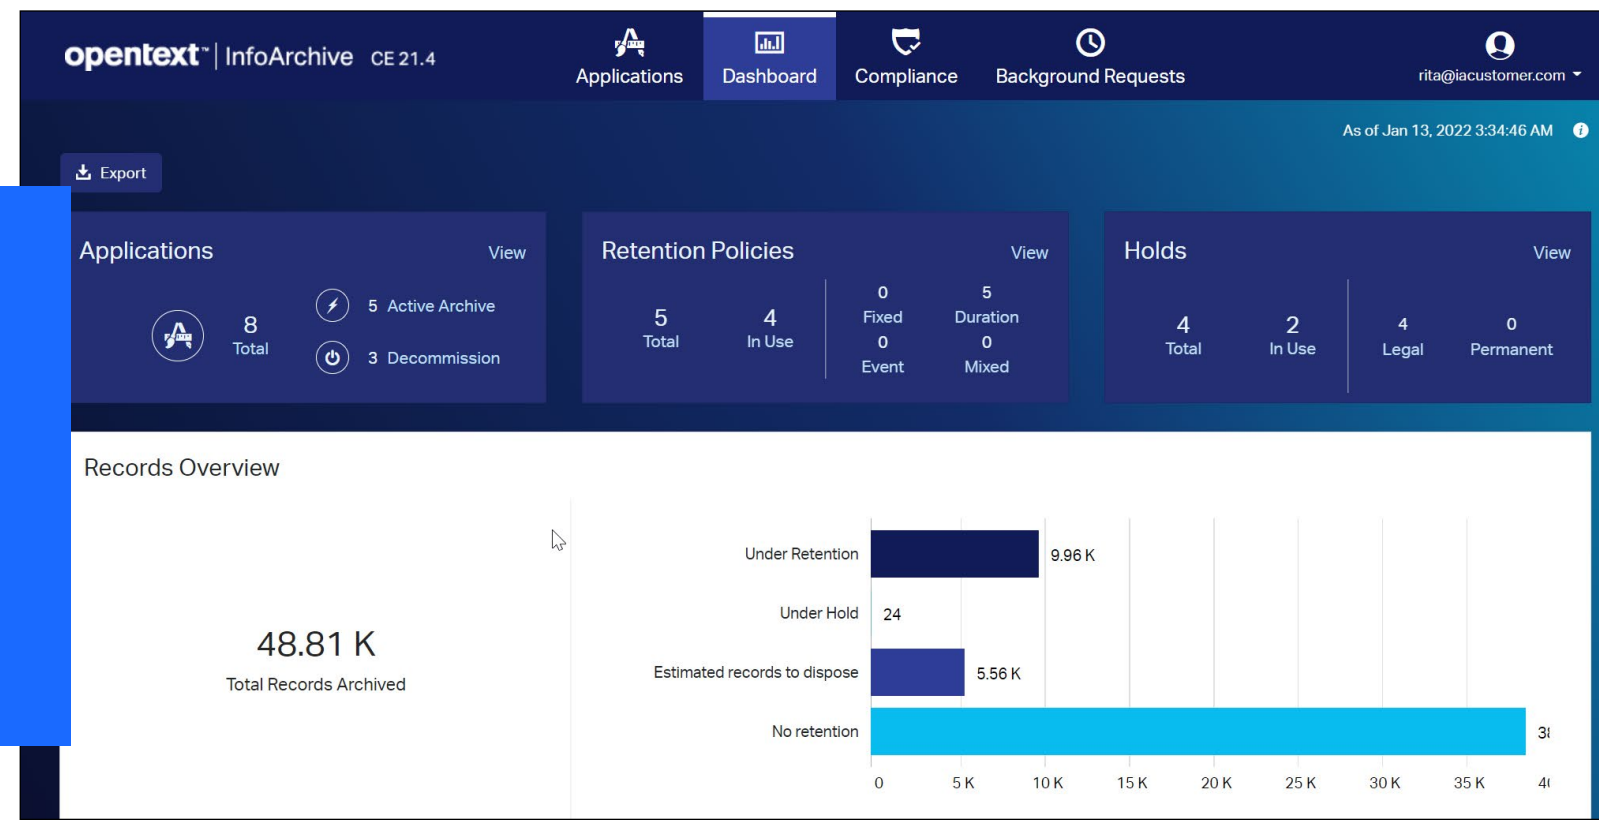 opentext™ | InfoArchive CE 21.4
Applications
Dashboard
Compliance
Background Requests
rita@iacustomer.com
As of Jan 13, 2022 3:34:46 AM
Export
Applications
View
8
Total
5 Active Archive
3 Decommission
Retention Policies
View
5
Total
4
In Use
0
Fixed
5
Duration
0
Event
0
Mixed
Holds
View
4
Total
2
In Use
4
Legal
0
Permanent
Records Overview
48.81 K
Total Records Archived
Under Retention
9.96 K
Under Hold
24
Estimated records to dispose
5.56 K
No retention
0 5 K 10 K 15 K 20 K 25 K 30 K 35 K